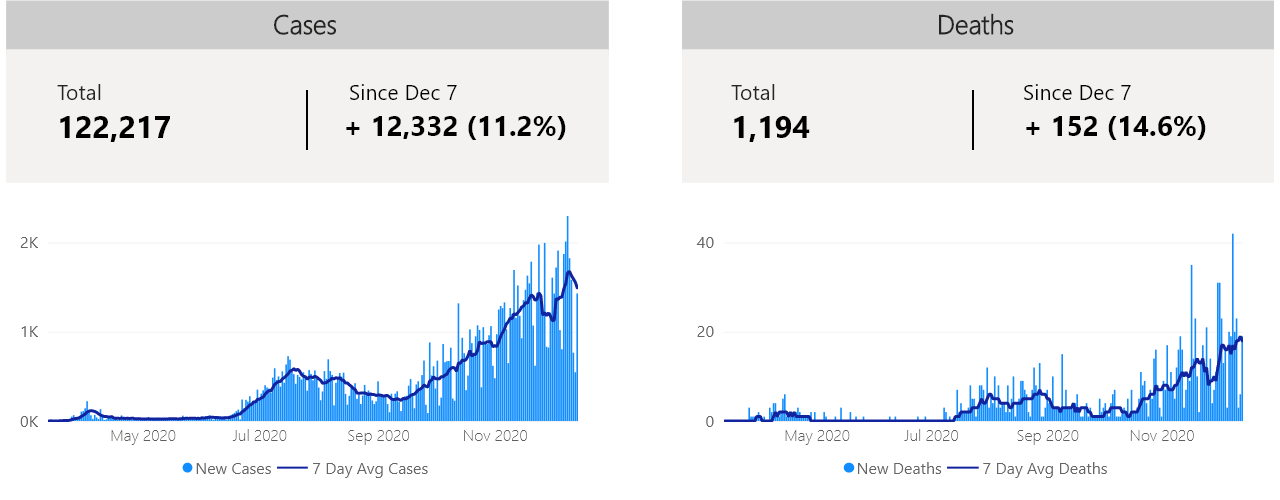 Cases
Total
Since Dec 7
122,217
+ 12,332 (11.2%)
2K
1K
0K
May 2020
Jul 2020
Sep 2020
Nov 2020
New Cases
7 Day Avg Cases
Deaths
Total
Since Dec 7
1,194
+ 152 (14.6%)
40
20
0
May 2020
Jul 2020
Sep 2020
Nov 2020
New Deaths
7 Day Avg Deaths